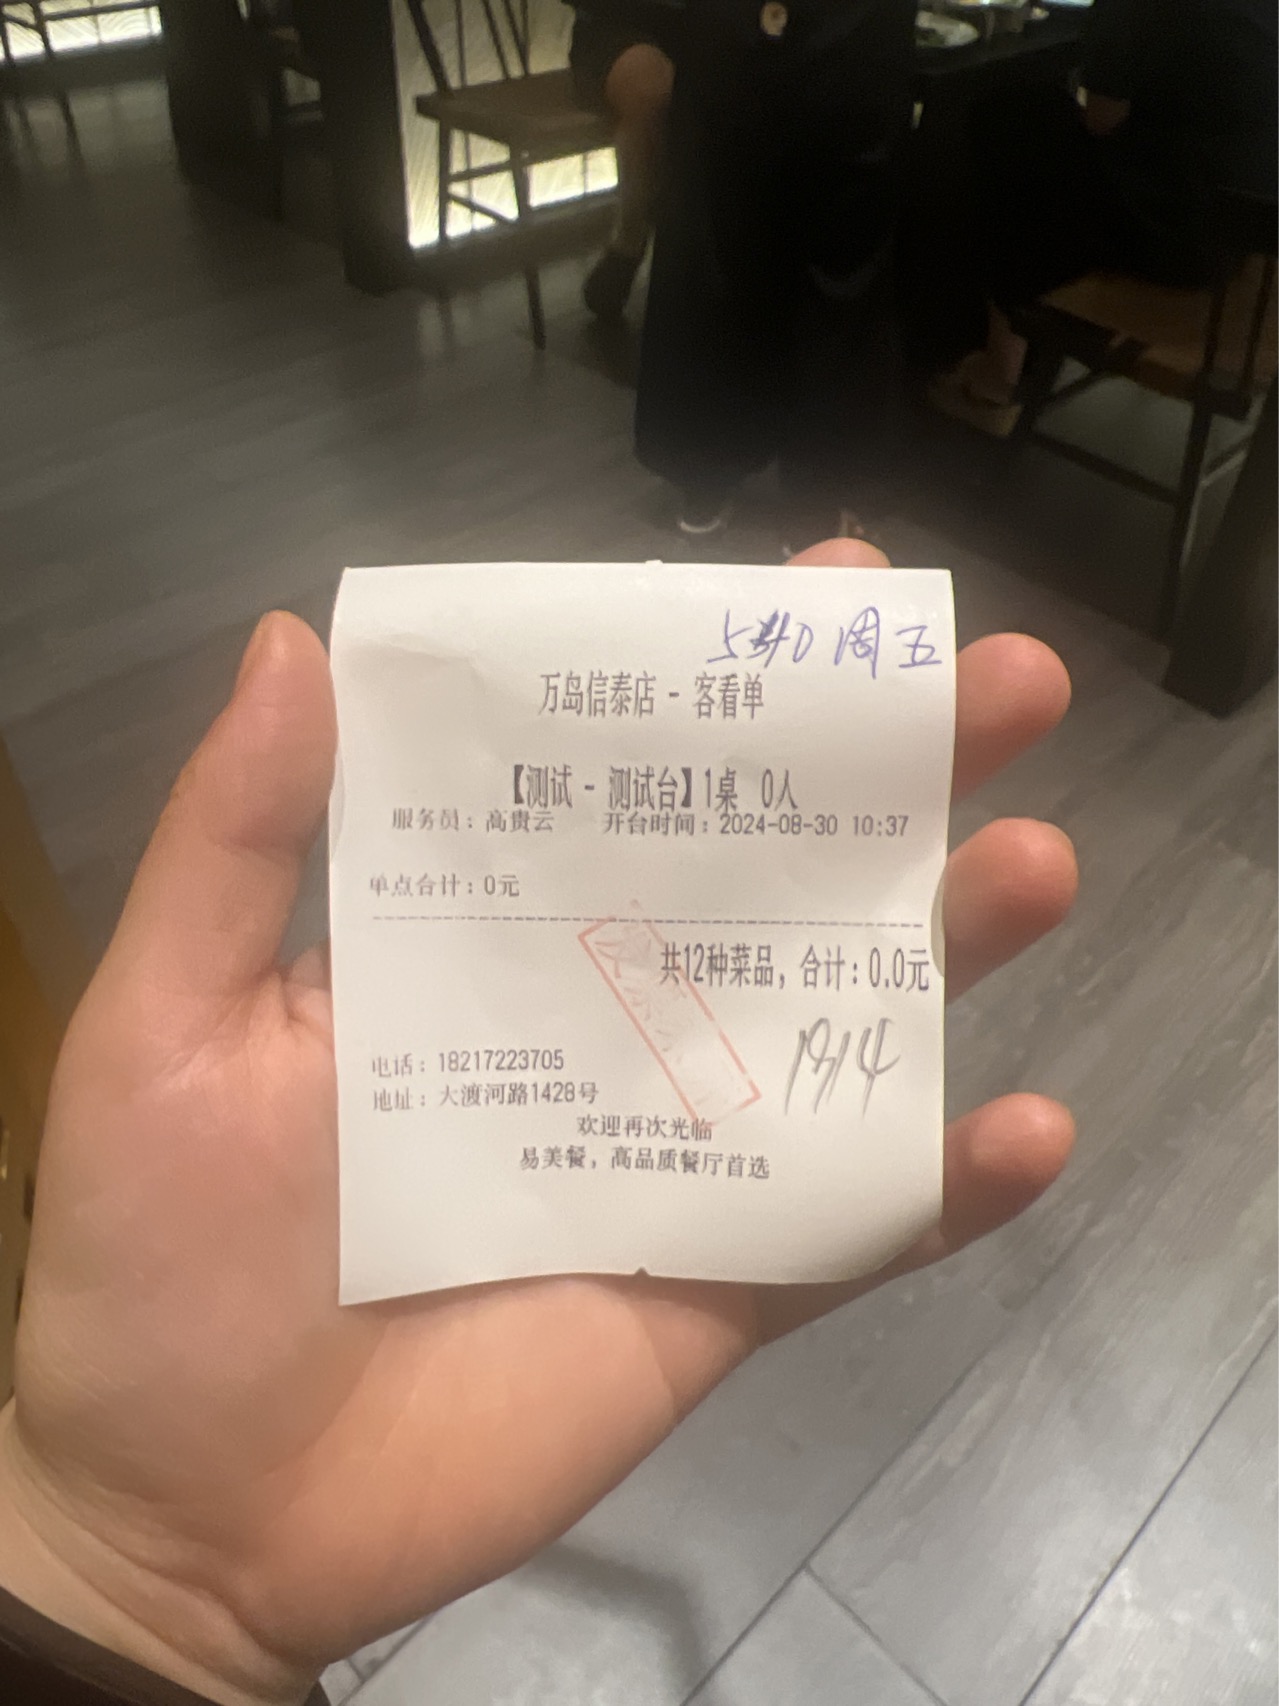 周五
万岛信泰店 - 客看单
【测试 - 测试台】1桌 0人
服务员：高贵云 开台时间：2024-08-30 10:37
单点合计：0元
共12种菜品，合计：0.0元
电话：18217223705
地址：大渡河路1428号
欢迎再次光临
易美餐，高品质餐厅首选